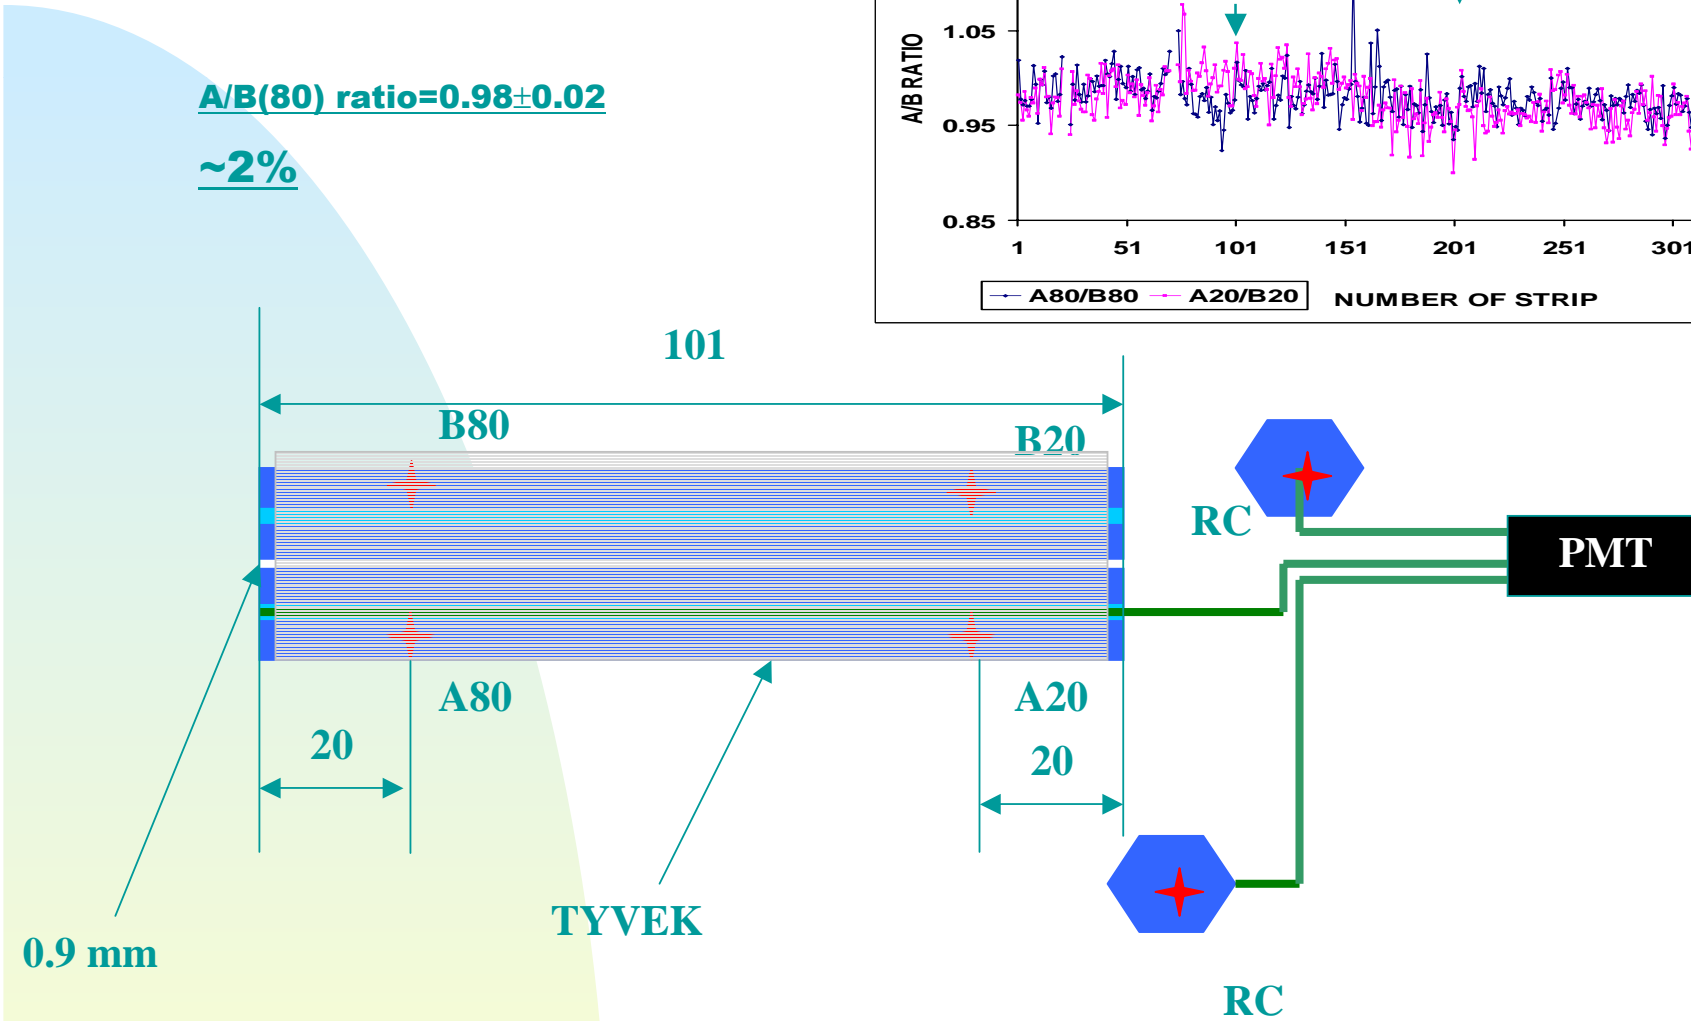 A/B(80) ratio=0.98±0.02
~2%
A/B RATIO
1.05
0.95
0.85
1 51 101 151 201 251 301
A80/B80 A20/B20
NUMBER OF STRIP
101
B80
B20
RC
PMT
A80
A20
20
20
TYVEK
0.9 mm
RC